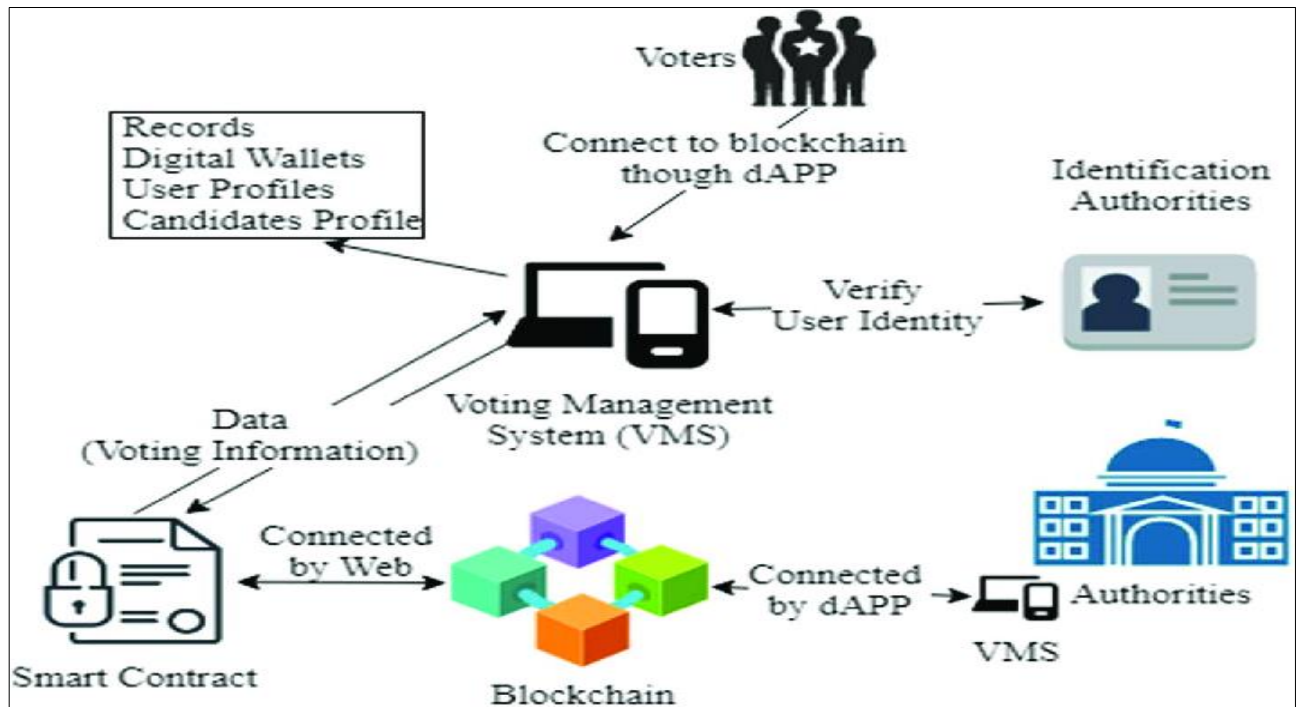 Voters
Connect to blockchain
though dAPP
Records
Digital Wallets
User Profiles
Candidates Profile
Identification
Authorities
Verify
User Identity
Voting Management
System (VMS)
Data
(Voting Information)
Connected
by Web
Connected
by dAPP
Authorities
VMS
Smart Contract
Blockchain